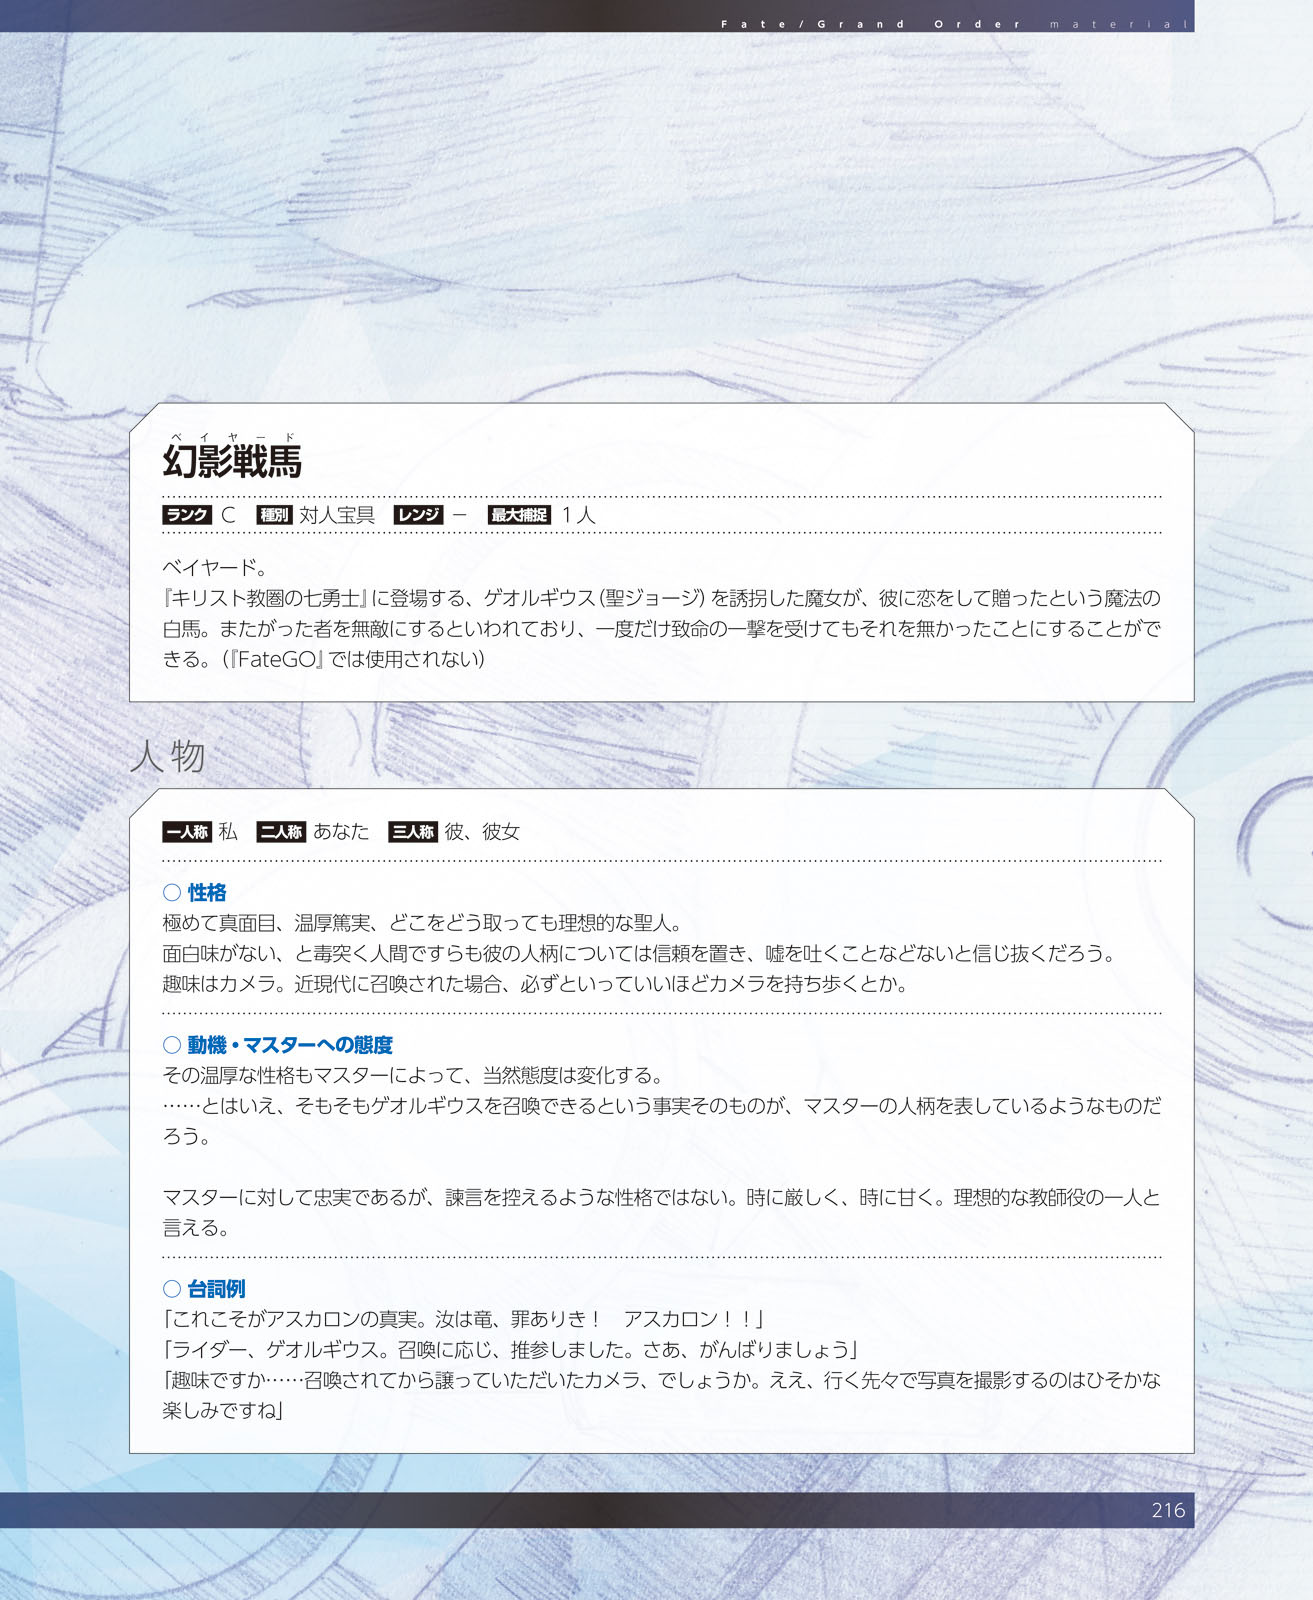 Fate/Grand Order material
ベイヤード
幻影戦馬
ランク C 種別 対人宝具 レンジ － 最大捕捉 1人
ベイヤード。
『キリスト教圏の七勇士』に登場する、ゲオルギウス（聖ジョージ）を誘拐した魔女が、彼に恋をして贈ったという魔法の
白馬。またがった者を無敵にするといわれており、一度だけ致命の一撃を受けてもそれを無かったことにすることがで
きる。（『FateGO』では使用されない）
人物
一人称 私 二人称 あなた 三人称 彼、彼女
○ 性格
極めて真面目、温厚篤実、どこをどう取っても理想的な聖人。
面白味がない、と毒突く人間ですらも彼の人柄については信頼を置き、嘘を吐くことなどないと信じ抜くだろう。
趣味はカメラ。近現代に召喚された場合、必ずといっていいほどカメラを持ち歩くとか。
○ 動機・マスターへの態度
その温厚な性格もマスターによって、当然態度は変化する。
……とはいえ、そもそもゲオルギウスを召喚できるという事実そのものが、マスターの人柄を表しているようなものだ
ろう。
マスターに対して忠実であるが、諫言を控えるような性格ではない。時に厳しく、時に甘く。理想的な教師役の一人と
言える。
○ 台詞例
「これこそがアスカロンの真実。汝は竜、罪ありき！　アスカロン！！」
「ライダー、ゲオルギウス。召喚に応じ、推参しました。さあ、がんばりましょう」
「趣味ですか……召喚されてから譲っていただいたカメラ、でしょうか。ええ、行く先々で写真を撮影するのはひそかな
楽しみですね」
216